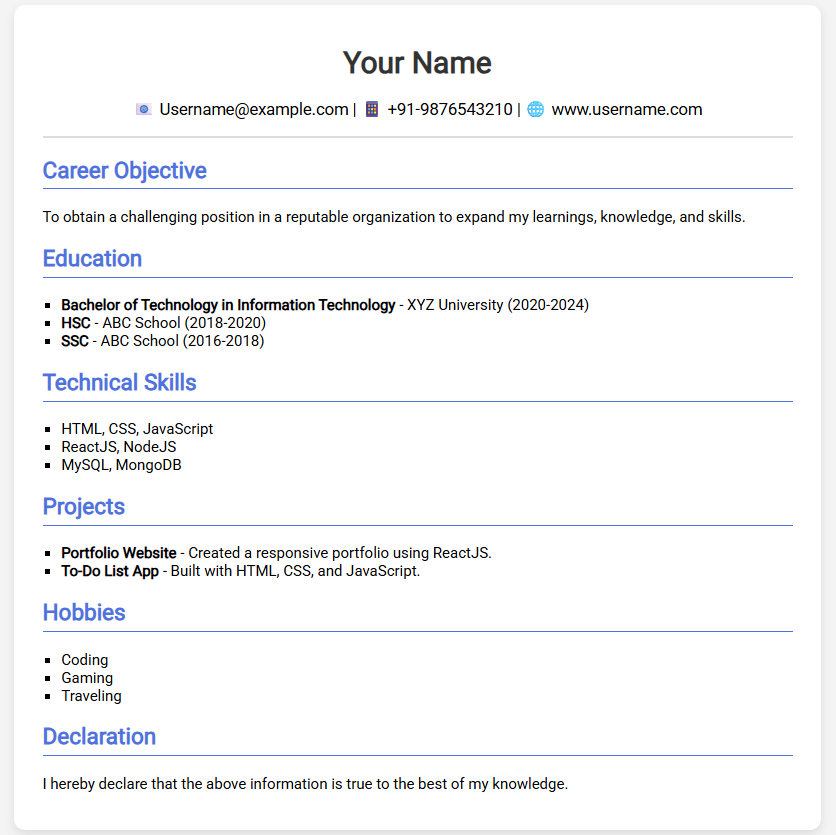 Your Name
Username@example.com | +91-9876543210 | www.username.com
Career Objective
To obtain a challenging position in a reputable organization to expand my learnings, knowledge, and skills.
Education
Bachelor of Technology in Information Technology - XYZ University (2020-2024)
HSC - ABC School (2018-2020)
SSC - ABC School (2016-2018)
Technical Skills
HTML, CSS, JavaScript
ReactJS, NodeJS
MySQL, MongoDB
Projects
Portfolio Website - Created a responsive portfolio using ReactJS.
To-Do List App - Built with HTML, CSS, and JavaScript.
Hobbies
Coding
Gaming
Traveling
Declaration
I hereby declare that the above information is true to the best of my knowledge.